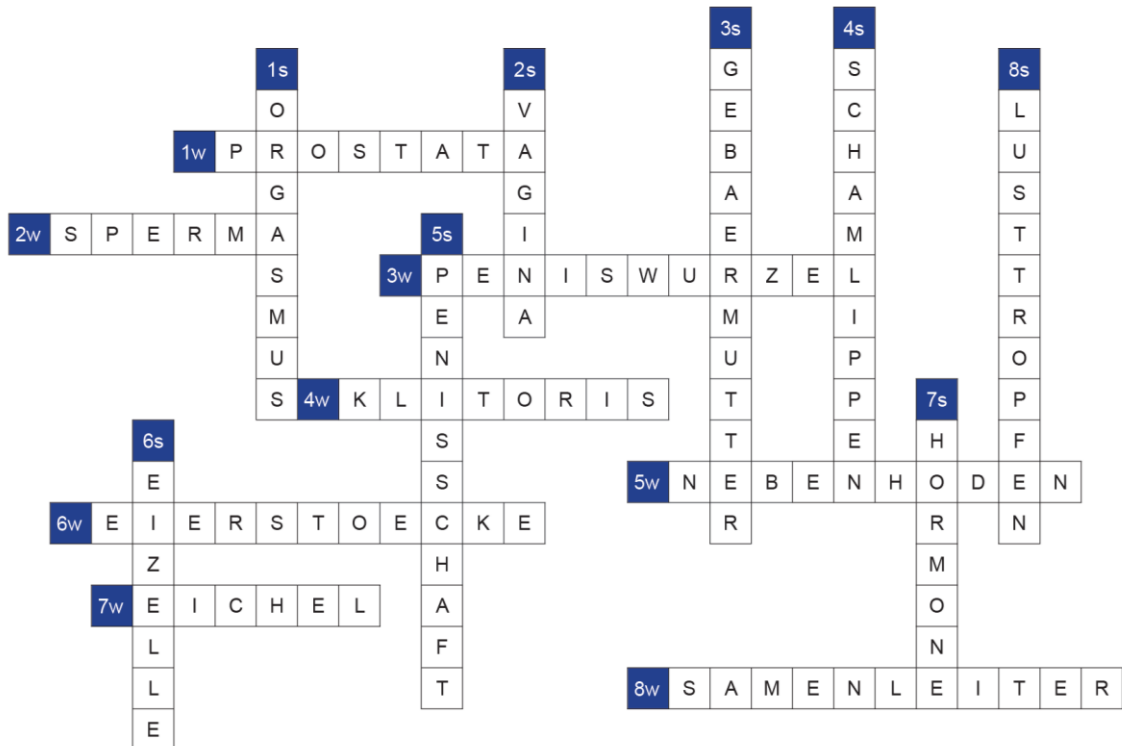 3s 4s
1s 2s G S 8s
O V E C L
1w P R O S T A T A B H U
G G A A S
2w S P E R M A 5s I E M T
S 3w P E N I S W U R Z E L T
M E A M I R
U N U P O
S 4w K L I T O R I S T P 7s P
6s S T E H F
E S 5w N E B E N H O D E N
6w E I E R S T O E C K E R R N
Z H M
7w E I C H E L A O
L F N
L T 8w S A M E N L E I T E R
E